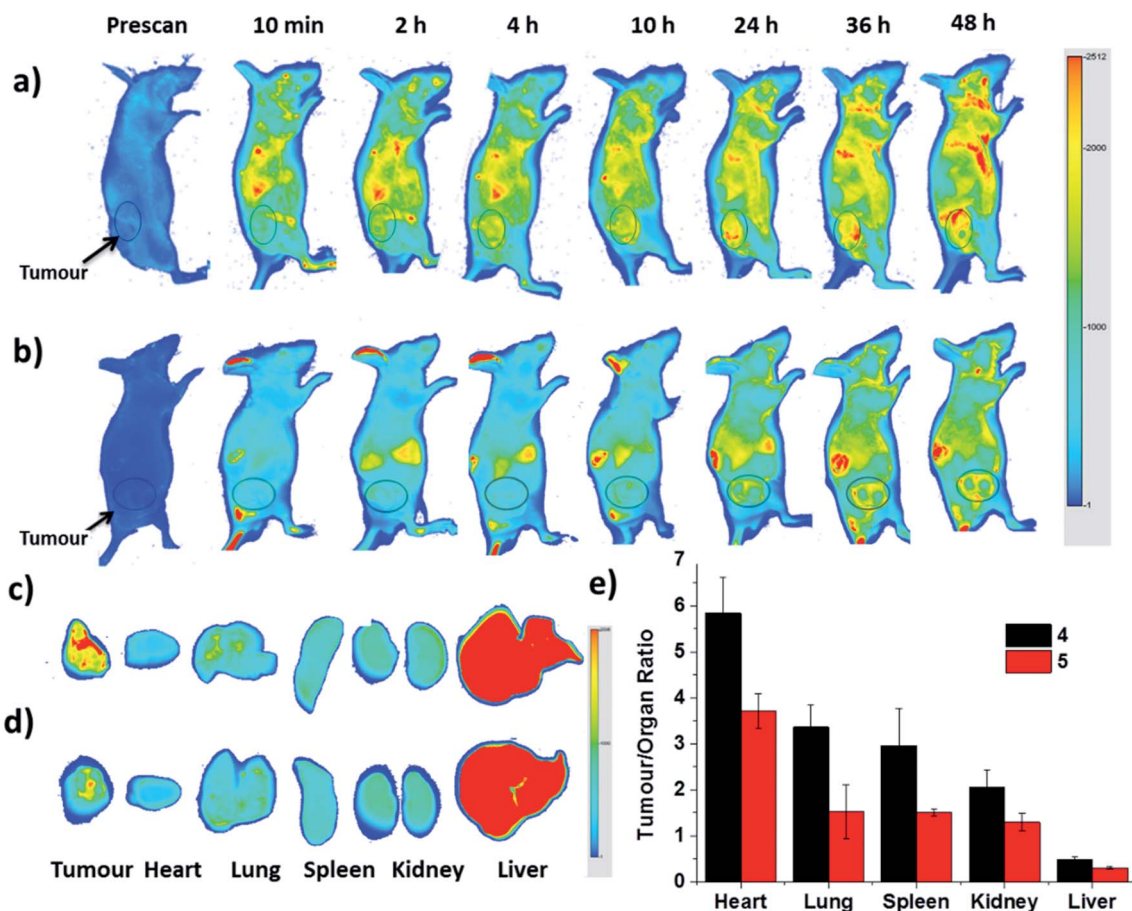 Prescan 10 min 2 h 4 h 10 h 24 h 36 h 48 h
a)
2512
2000
1000
1
Tumour
b)
Tumour
c)
d)
Tumour Heart Lung Spleen Kidney Liver
e)
7
6
5
4
3
2
1
0
Tumour/Organ Ratio
4
5
Heart Lung Spleen Kidney Liver